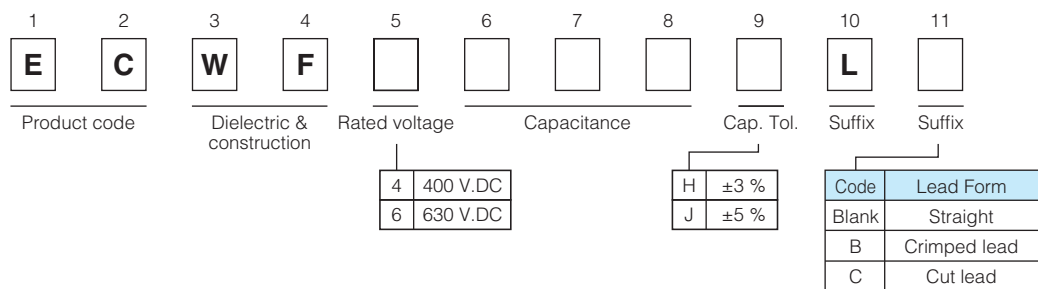 1 2 3 4 5 6 7 8 9 10 11
E C W F L
Product code Dielectric & Rated voltage Capacitance Cap. Tol. Suffix Suffix
construction
4 400 V.DC
6 630 V.DC
H ±3 %
J ±5 %
Code Lead Form
Blank Straight
B Crimped lead
C Cut lead